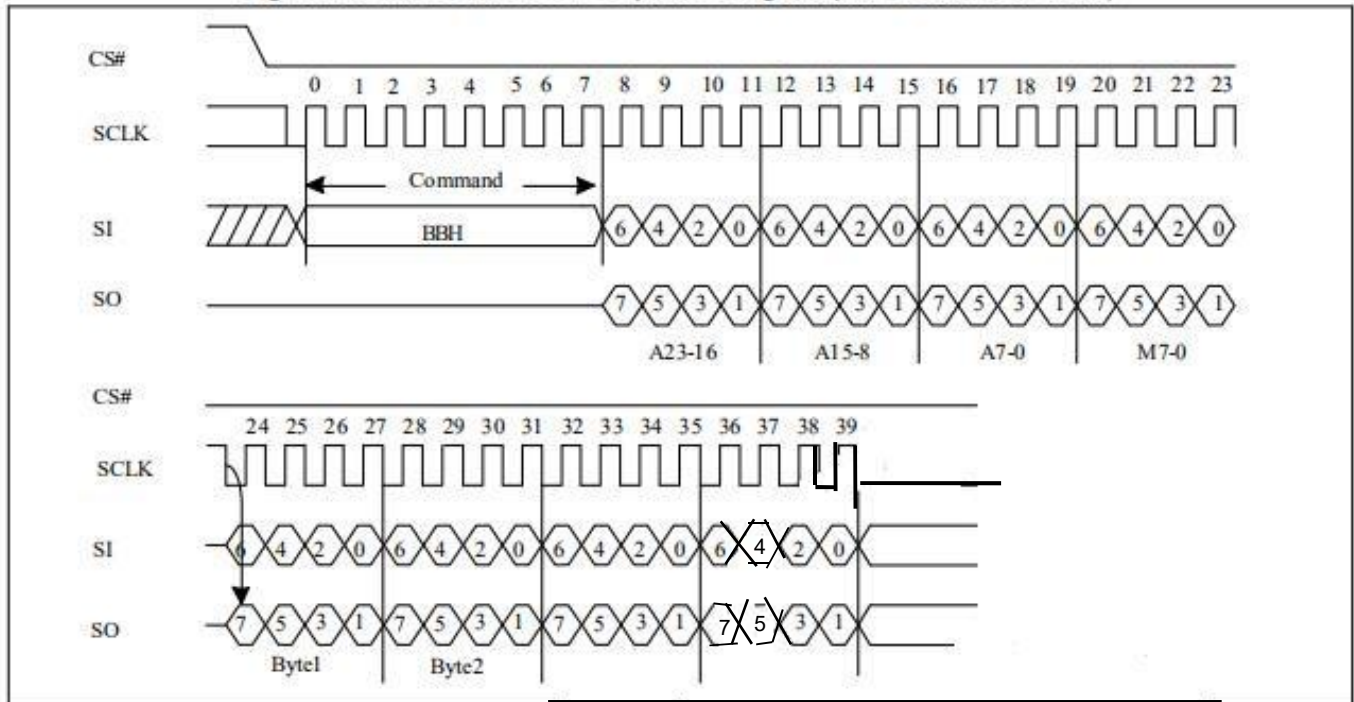 CS#
0 1 2 3 4 5 6 7 8 9 10 11 12 13 14 15 16 17 18 19 20 21 22 23
SCLK
Command
SI BBH 6 4 2 0 6 4 2 0 6 4 2 0 6 4 2 0
SO 7 5 3 1 7 5 3 1 7 5 3 1 7 5 3 1
A23-16 A15-8 A7-0 M7-0
CS#
24 25 26 27 28 29 30 31 32 33 34 35 36 37 38 39
SCLK
SI 6 4 2 0 6 4 2 0 6 4 2 0 6 4 2 0
SO 7 5 3 1 7 5 3 1 7 5 3 1 7 5 3 1
Byte1 Byte2